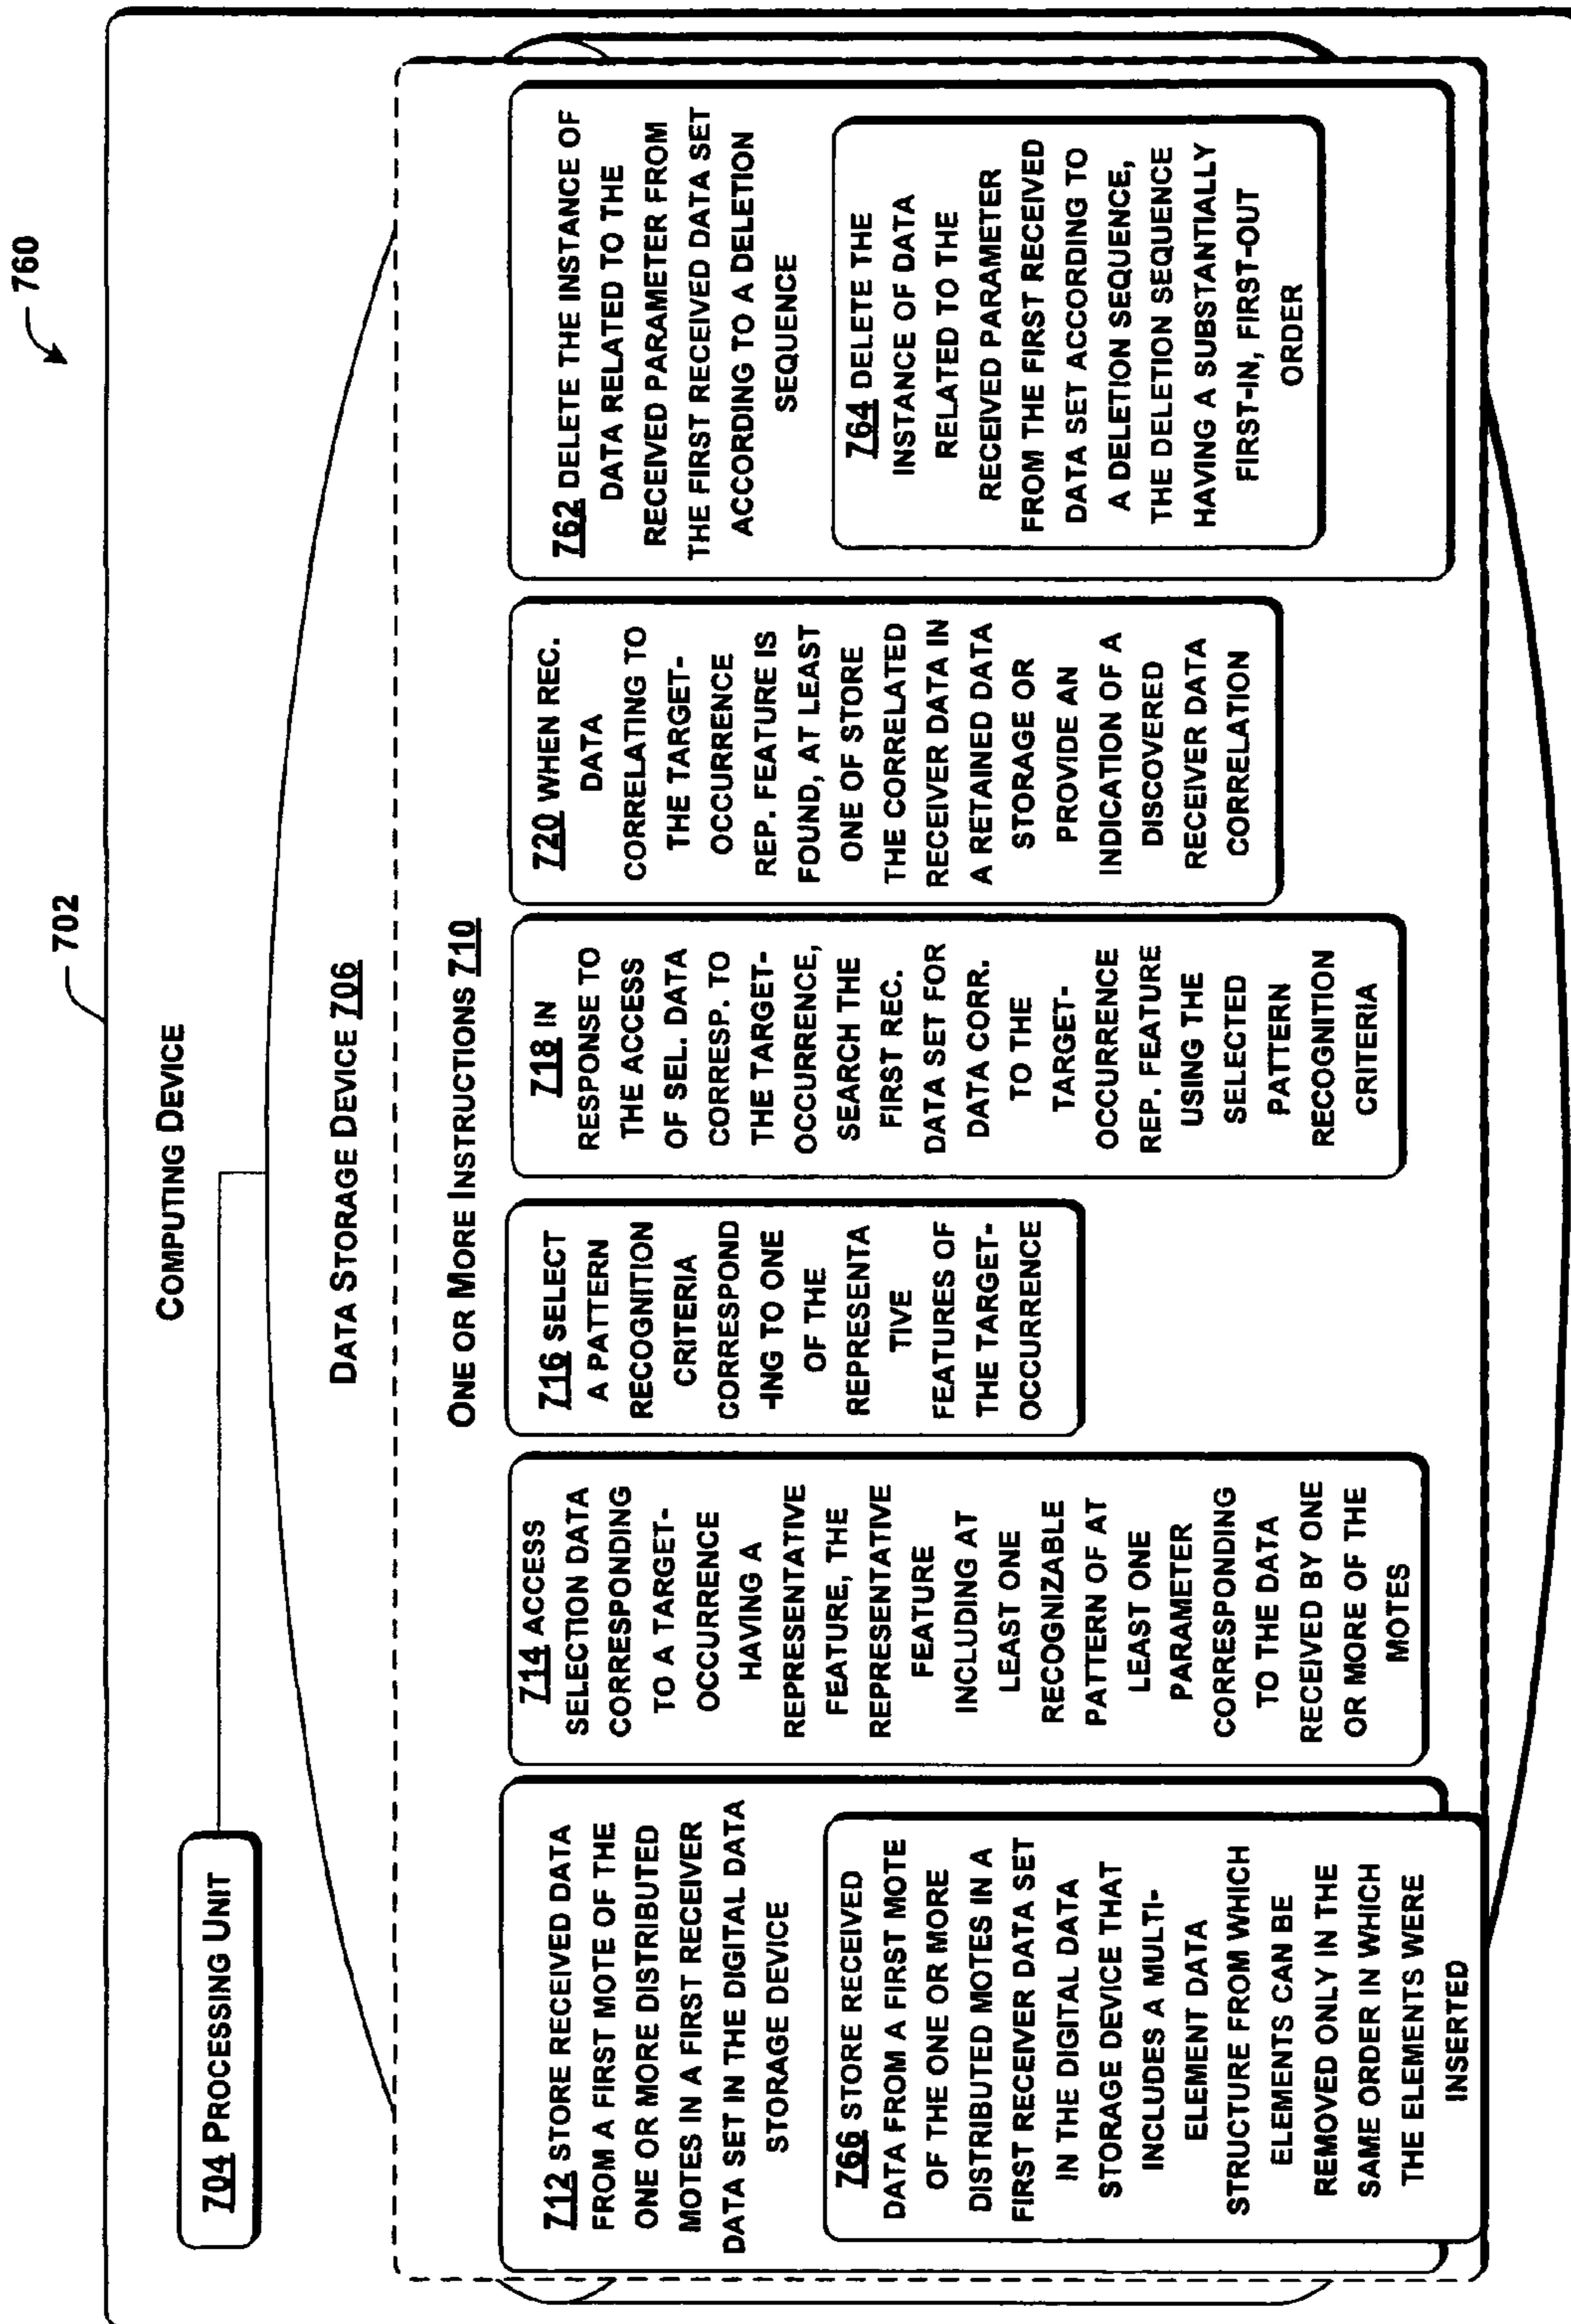 760
702
COMPUTING DEVICE
704 PROCESSING UNIT
DATA STORAGE DEVICE 706
ONE OR MORE INSTRUCTIONS 710
712 STORE RECEIVED DATA
FROM A FIRST MOTE OF THE
ONE OR MORE DISTRIBUTED
MOTES IN A FIRST RECEIVER
DATA SET IN THE DIGITAL DATA
STORAGE DEVICE
766 STORE RECEIVED
DATA FROM A FIRST MOTE
OF THE ONE OR MORE
DISTRIBUTED MOTES IN A
FIRST RECEIVER DATA SET
IN THE DIGITAL DATA
STORAGE DEVICE THAT
INCLUDES A MULTI-
ELEMENT DATA
STRUCTURE FROM WHICH
ELEMENTS CAN BE
REMOVED ONLY IN THE
SAME ORDER IN WHICH
THE ELEMENTS WERE
INSERTED
714 ACCESS
SELECTION DATA
CORRESPONDING
TO A TARGET-
OCCURRENCE
HAVING A
REPRESENTATIVE
FEATURE, THE
REPRESENTATIVE
FEATURE
INCLUDING AT
LEAST ONE
RECOGNIZABLE
PATTERN OF AT
LEAST ONE
PARAMETER
CORRESPONDING
TO THE DATA
RECEIVED BY ONE
OR MORE OF THE
MOTES
716 SELECT
A PATTERN
RECOGNITION
CRITERIA
CORRESPOND
-ING TO ONE
OF THE
REPRESENTA
TIVE
FEATURES OF
THE TARGET-
OCCURRENCE
718 IN
RESPONSE TO
THE ACCESS
OF SEL. DATA
CORRESP. TO
THE TARGET-
OCCURRENCE,
SEARCH THE
FIRST REC.
DATA SET FOR
DATA CORR.
TO THE
TARGET-
OCCURRENCE
REP. FEATURE
USING THE
SELECTED
PATTERN
RECOGNITION
CRITERIA
720 WHEN REC.
DATA
CORRELATING TO
THE TARGET-
OCCURRENCE
REP. FEATURE IS
FOUND, AT LEAST
ONE OF STORE
THE CORRELATED
RECEIVER DATA IN
A RETAINED DATA
STORAGE OR
PROVIDE AN
INDICATION OF A
DISCOVERED
RECEIVER DATA
CORRELATION
762 DELETE THE INSTANCE OF
DATA RELATED TO THE
RECEIVED PARAMETER FROM
THE FIRST RECEIVED DATA SET
ACCORDING TO A DELETION
SEQUENCE
764 DELETE THE
INSTANCE OF DATA
RELATED TO THE
RECEIVED PARAMETER
FROM THE FIRST RECEIVED
DATA SET ACCORDING TO
A DELETION SEQUENCE,
THE DELETION SEQUENCE
HAVING A SUBSTANTIALLY
FIRST-IN, FIRST-OUT
ORDER